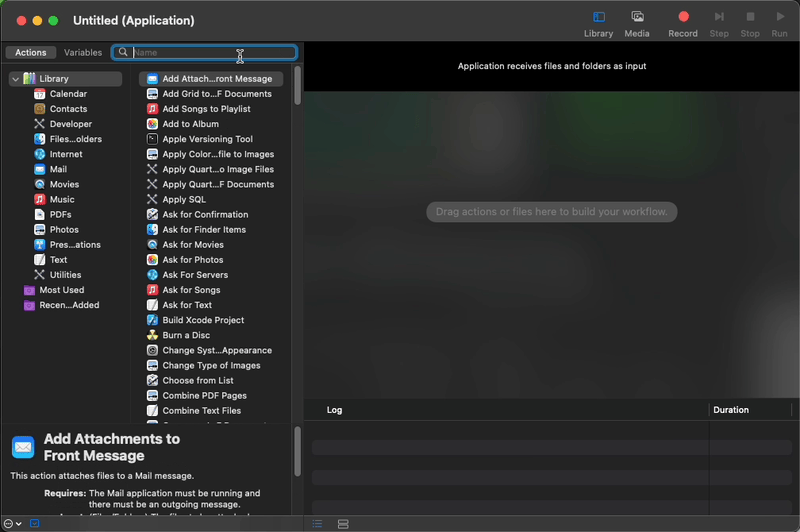 Untitled (Application)
Library
Media
Record
Step
Stop
Run
Actions
Variables
Name
Library
Calendar
Contacts
Developer
Files...olders
Internet
Mail
Movies
Music
PDFs
Photos
Pres...ations
Text
Utilities
Most Used
Recen...Added
Add Attach...ront Message
Add Grid to...F Documents
Add Songs to Playlist
Add to Album
Apple Versioning Tool
Apply Color...file to Images
Apply Quart...o Image Files
Apply Quart...F Documents
Apply SQL
Ask for Confirmation
Ask for Finder Items
Ask for Movies
Ask for Photos
Ask For Servers
Ask for Songs
Ask for Text
Build Xcode Project
Burn a Disc
Change Syst...Appearance
Change Type of Images
Choose from List
Combine PDF Pages
Combine Text Files
Application receives files and folders as input
Drag actions or files here to build your workflow.
Log
Duration
Add Attachments to
Front Message
This action attaches files to a Mail message.
Requires: The Mail application must be running and
there must be an outgoing message.